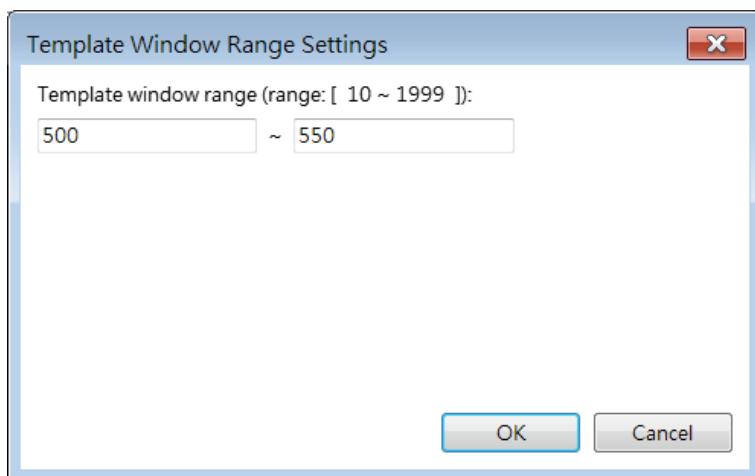 Template Window Range Settings
Template window range (range: [ 10 ~ 1999 ]):
500 ~ 550
OK Cancel